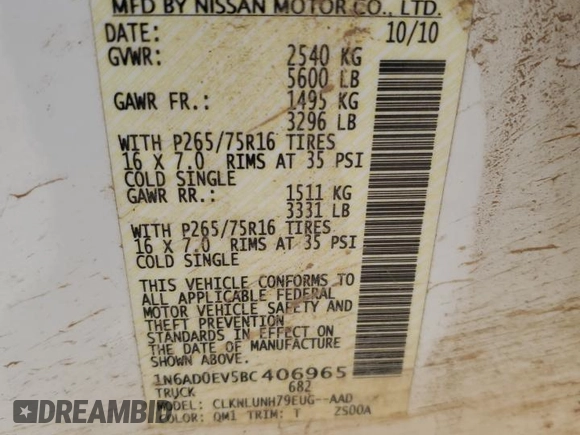 MFD BY NISSAN MOTOR CO., LTD.
DATE: 10/10
GVWR: 2540 KG
5600 LB
GAWR FR.: 1495 KG
3296 LB
WITH P265/75R16 TIRES
16 X 7.0 RIMS AT 35 PSI
COLD SINGLE
GAWR RR.: 1511 KG
3331 LB
WITH P265/75R16 TIRES
16 X 7.0 RIMS AT 35 PSI
COLD SINGLE
THIS VEHICLE CONFORMS TO
ALL APPLICABLE FEDERAL
MOTOR VEHICLE SAFETY AND
THEFT PREVENTION
STANDARDS IN EFFECT ON
THE DATE OF MANUFACTURE
1N6AD0EV5BC406965
TRUCK 682
MODEL: CLKNLUNH79EUG--AAD
COLOR: QM1 TRIM: T ZS00A
EPICVIN.COM